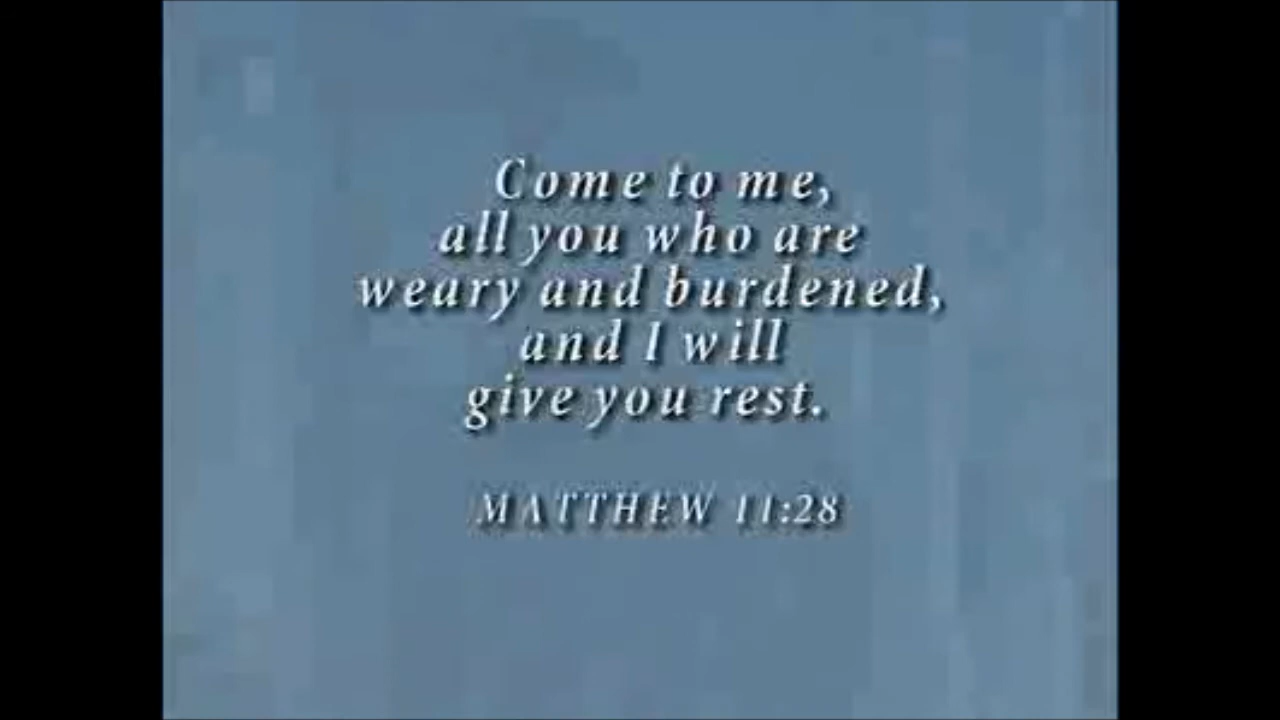 Come to me,
all you who are
weary and burdened,
and I will
give you rest.
MATTHEW 11:28